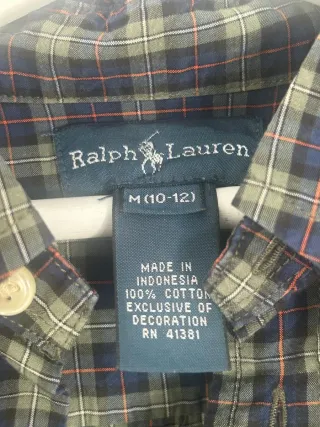 Ralph Lauren
M (10-12)
MADE IN
INDONESIA
100% COTTON
EXCLUSIVE OF
DECORATION
RN 41381